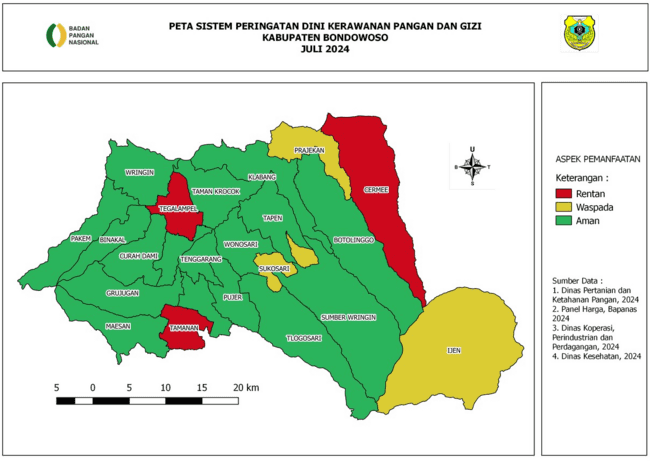 BADAN
PANGAN
NASIONAL
PETA SISTEM PERINGATAN DINI KERAWANAN PANGAN DAN GIZI
KABUPATEN BONDOWOSO
JULI 2024
PRAJEKAN
WRINGIN
KLABANG
CERMEE
TAMAN KROCOK
TEGALAMPEL
TAPEN
PAKEM
BINAKAL
BOTOLINGGO
WONOSARI
CURAH DAMI
TENGGARANG
SUKOSARI
GRUJUGAN
PUJER
SUMBER WRINGIN
MAESAN
TAMANAN
TLOGOSARI
IJEN
U
B
T
S
5 0 5 10 15 20 km
ASPEK PEMANFAATAN
Keterangan :
Rentan
Waspada
Aman
Sumber Data :
1. Dinas Pertanian dan
Ketahanan Pangan, 2024
2. Panel Harga, Bapanas
2024
3. Dinas Koperasi,
Perindustrian dan
Perdagangan, 2024
4. Dinas Kesehatan, 2024